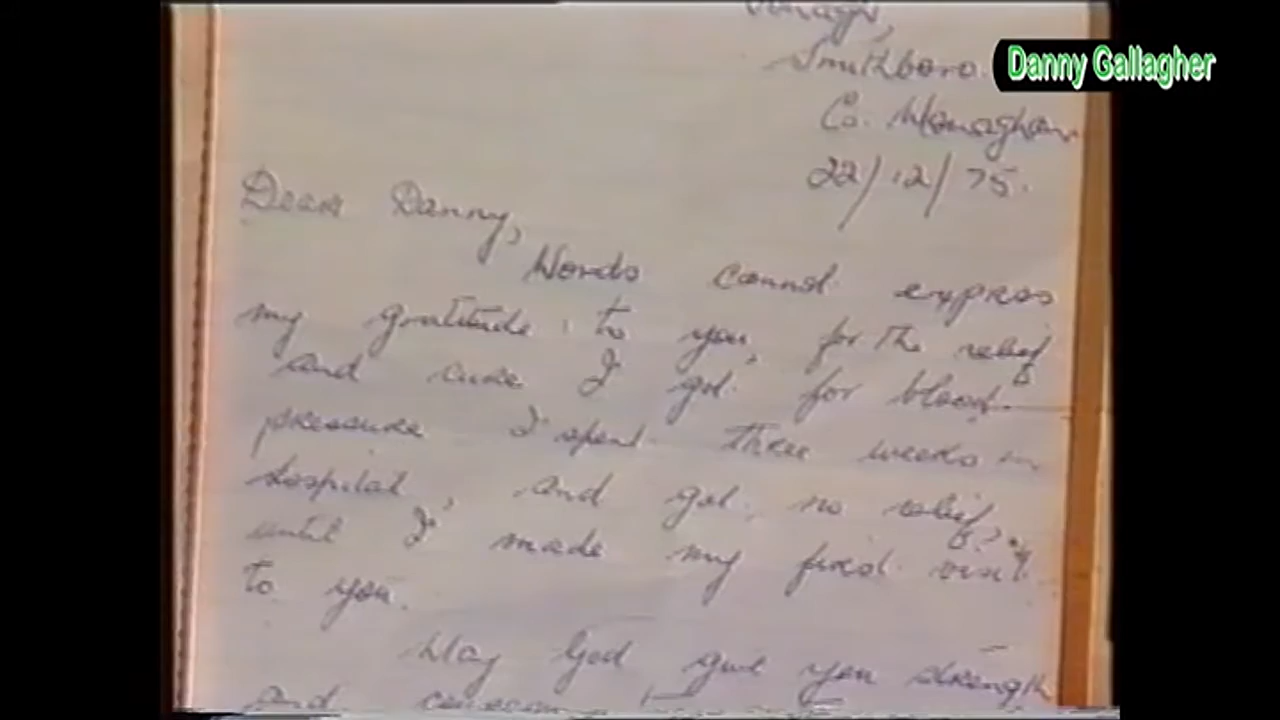 Smithboro.
Danny Gallagher
Co. Monaghan.
22/12/75.
Dear Danny,
Words cannot express
my gratitude to you, for the relief
and cure I got for blood
pressure I spent three weeks in
hospital, and got no relief,
until I made my first visit
to you.
May God give you strength
and